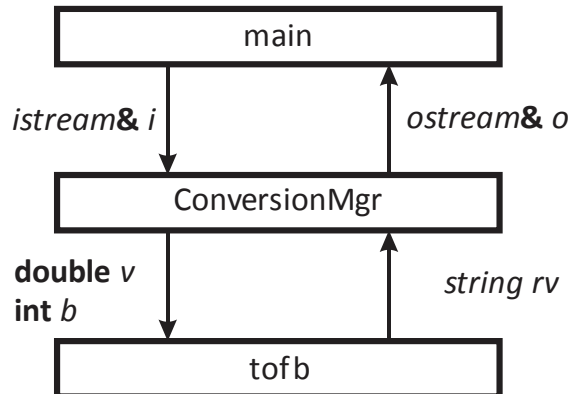 main
istream& i
ostream& o
ConversionMgr
double v
int b
string rv
tofb